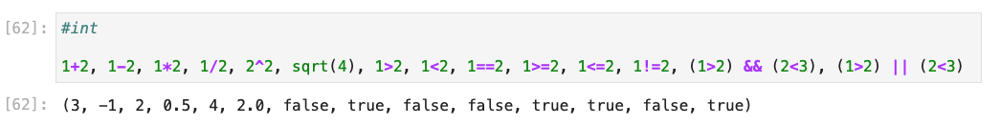 [62]: #int
1+2, 1-2, 1*2, 1/2, 2^2, sqrt(4), 1>2, 1<2, 1==2, 1>=2, 1<=2, 1!=2, (1>2) && (2<3), (1>2) || (2<3)
[62]: (3, -1, 2, 0.5, 4, 2.0, false, true, false, false, true, true, false, true)